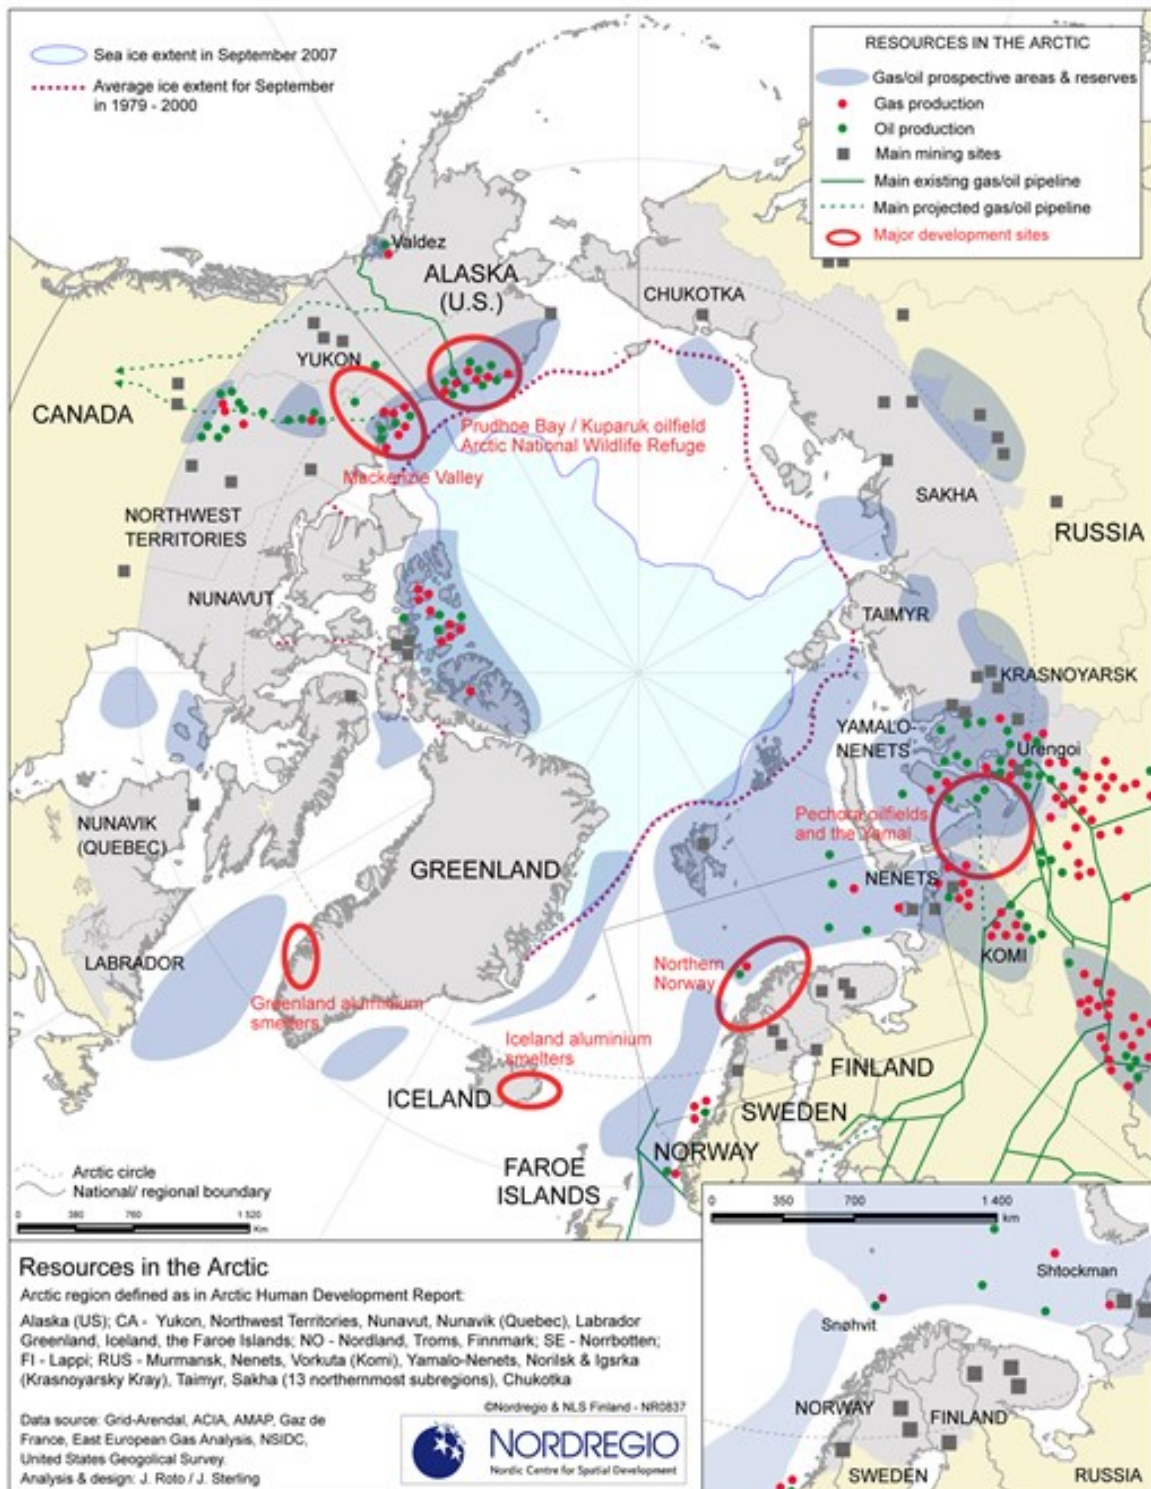 Sea ice extent in September 2007
Average ice extent for September
in 1979 - 2000
RESOURCES IN THE ARCTIC
Gas/oil prospective areas & reserves
Gas production
Oil production
Main mining sites
Main existing gas/oil pipeline
Main projected gas/oil pipeline
Major development sites
Valdez
ALASKA
(U.S.)
CHUKOTKA
YUKON
CANADA
Prudhoe Bay / Kuparuk oilfield
Arctic National Wildlife Refuge
Mackenzie Valley
SAKHA
NORTHWEST
TERRITORIES
RUSSIA
NUNAVUT
TAIMYR
KRASNOYARSK
YAMALO-
NENETS
Urengoi
Pechora oilfields
and the Yamal
NUNAVIK
(QUEBEC)
GREENLAND
NENETS
KOMI
LABRADOR
Northern
Norway
Greenland aluminium
smelters
Iceland aluminium
smelters
FINLAND
ICELAND
SWEDEN
NORWAY
FAROE
ISLANDS
Arctic circle
National/ regional boundary
0 380 760 1 520
Km
0 350 700 1 400
km
Shtockman
Snøhvit
NORWAY
FINLAND
SWEDEN
RUSSIA
Resources in the Arctic
Arctic region defined as in Arctic Human Development Report:
Alaska (US); CA - Yukon, Northwest Territories, Nunavut, Nunavik (Quebec), Labrador
Greenland, Iceland, the Faroe Islands; NO - Nordland, Troms, Finnmark; SE - Norrbotten;
FI - Lappi; RUS - Murmansk, Nenets, Vorkuta (Komi), Yamalo-Nenets, Norilsk & Igsrka
(Krasnoyarsky Kray), Taimyr, Sakha (13 northernmost subregions), Chukotka
©Nordregio & NLS Finland - NR0837
Data source: Grid-Arendal, ACIA, AMAP, Gaz de
France, East European Gas Analysis, NSIDC,
United States Geogolical Survey.
Analysis & design: J. Roto / J. Sterling
NORDREGIO
Nordic Centre for Spatial Development